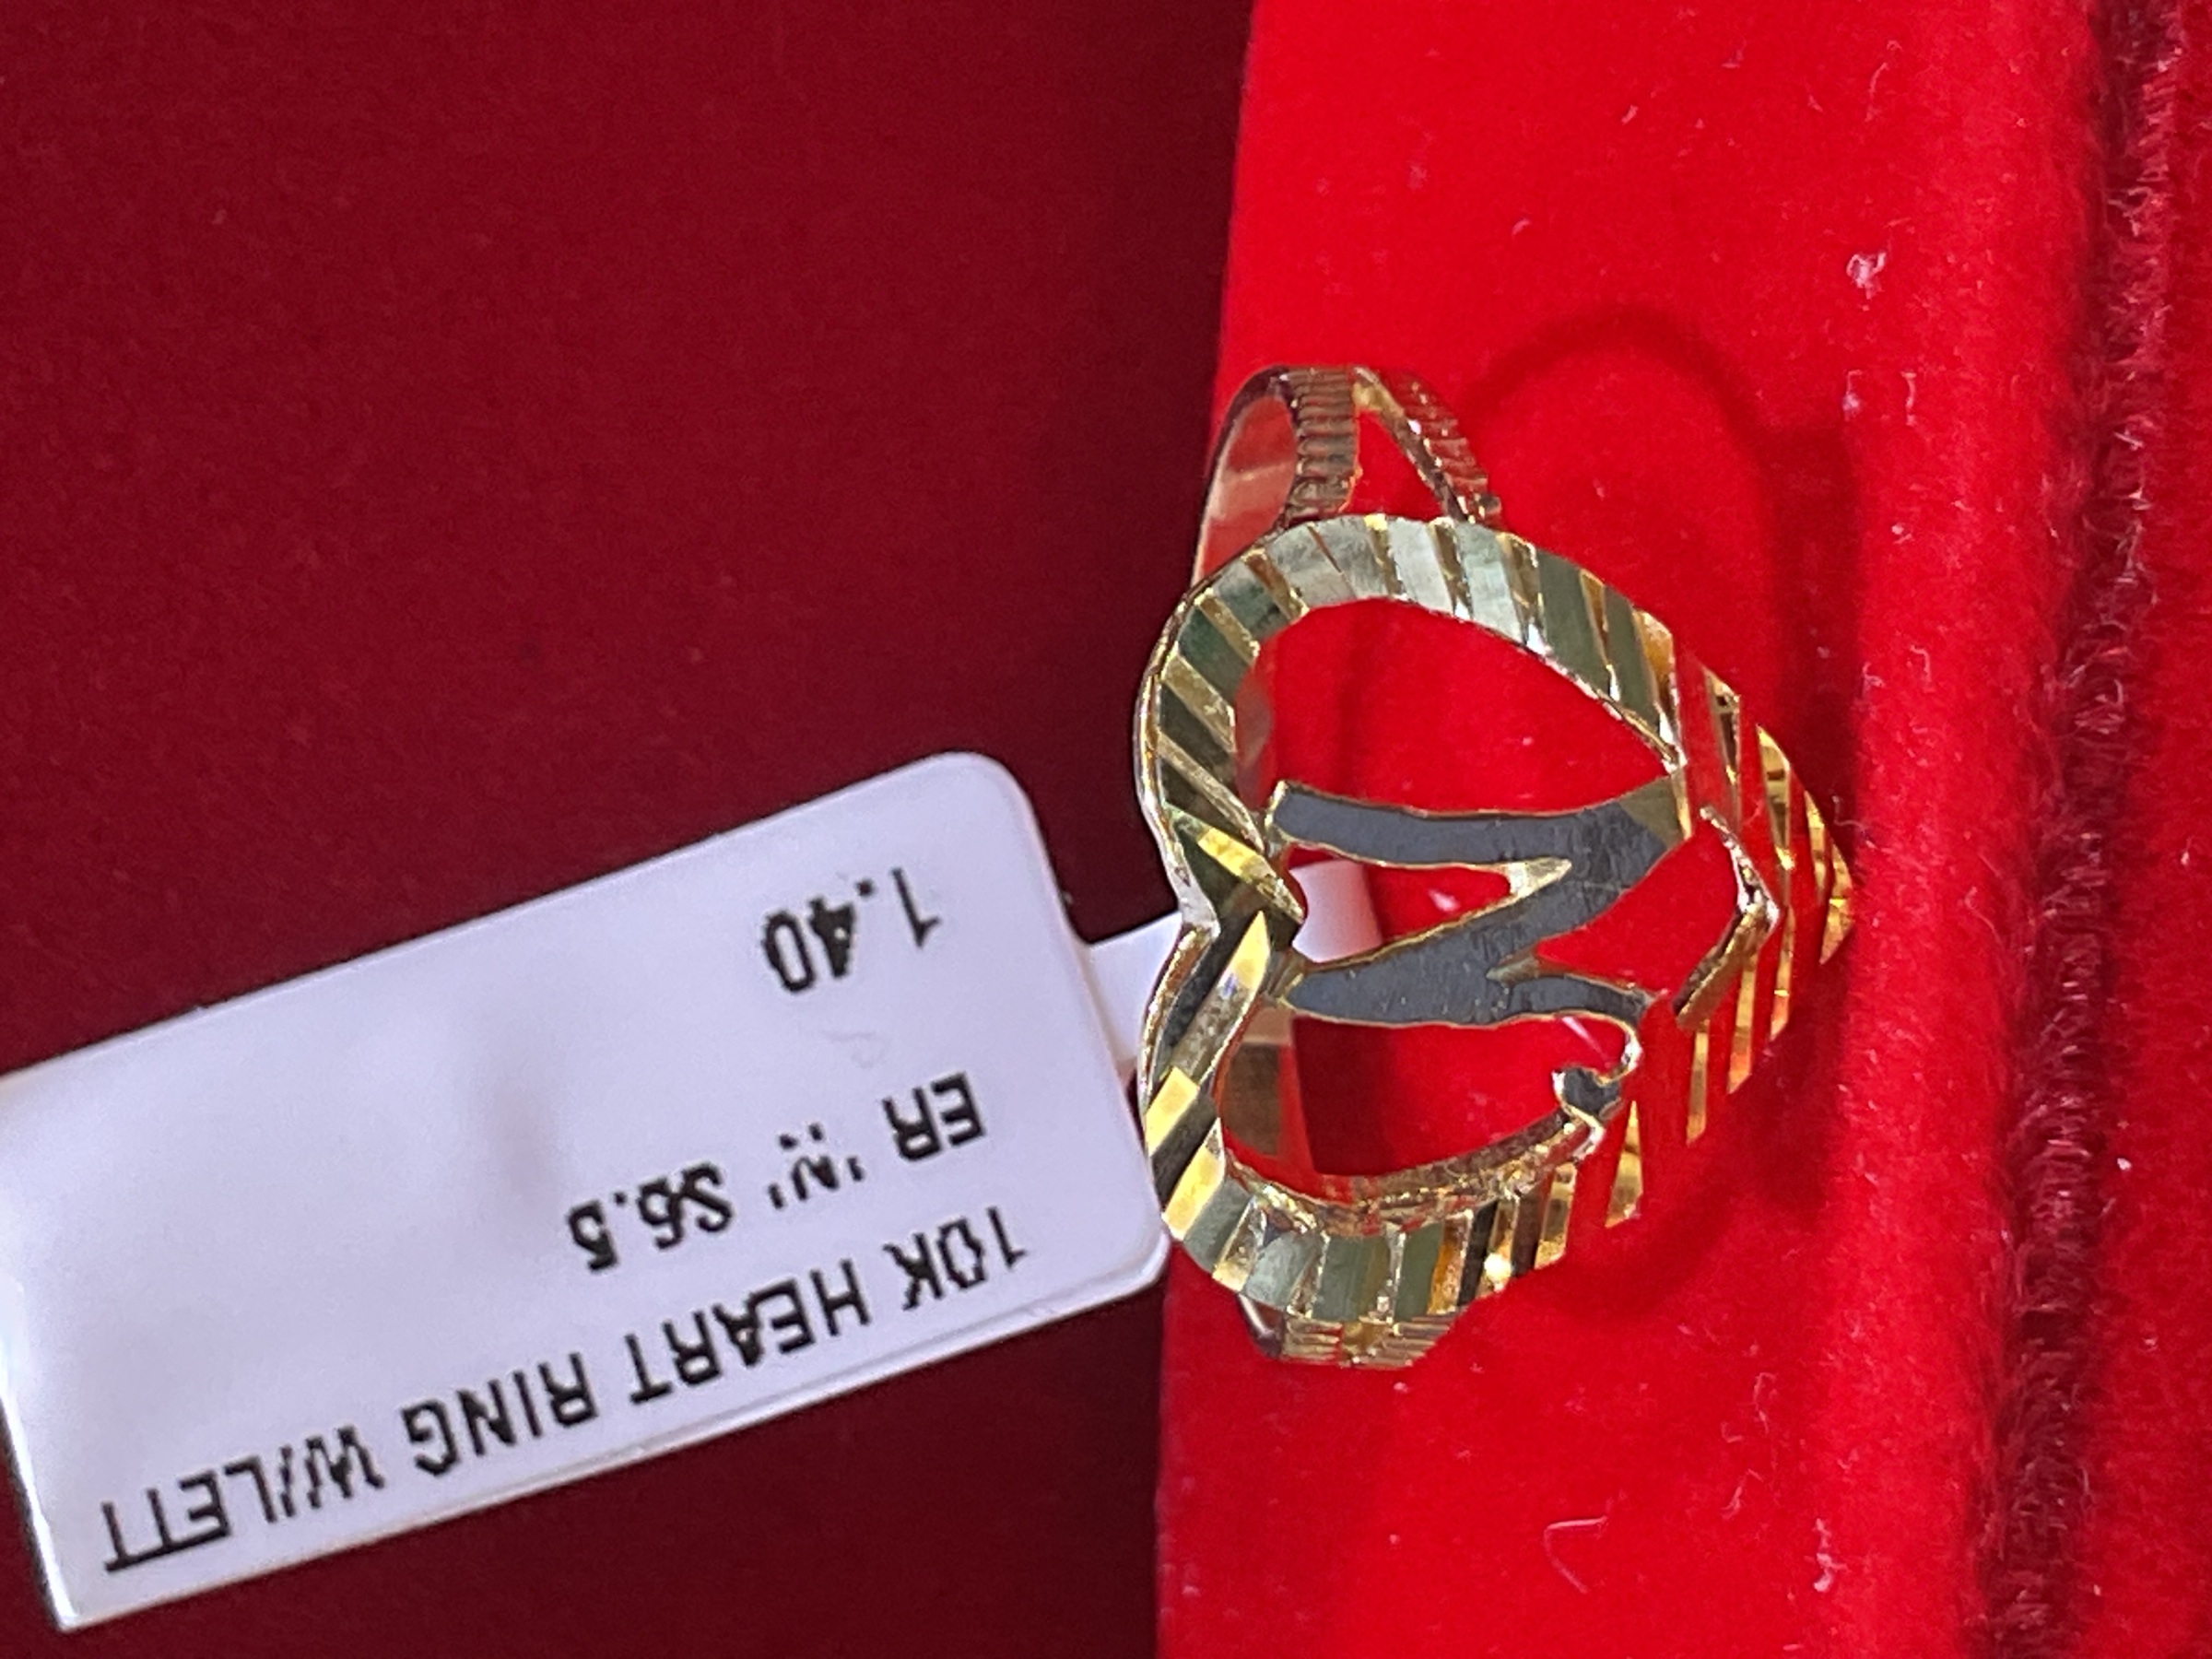 10K HEART RING W/LETT
ER 'N' S6.5
1.40
N